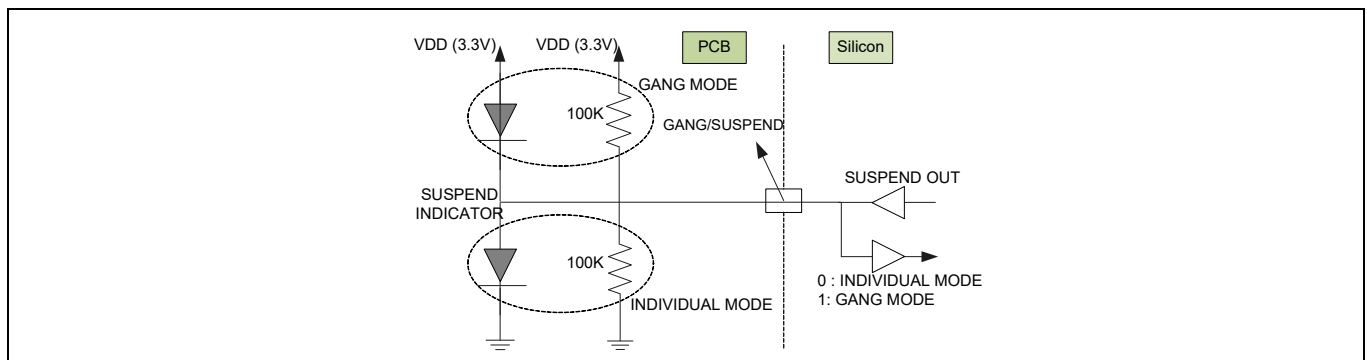 VDD (3.3V)
VDD (3.3V)
PCB
Silicon
GANG MODE
100K
GANG/SUSPEND
SUSPEND OUT
SUSPEND
INDICATOR
100K
0 : INDIVIDUAL MODE
1: GANG MODE
INDIVIDUAL MODE